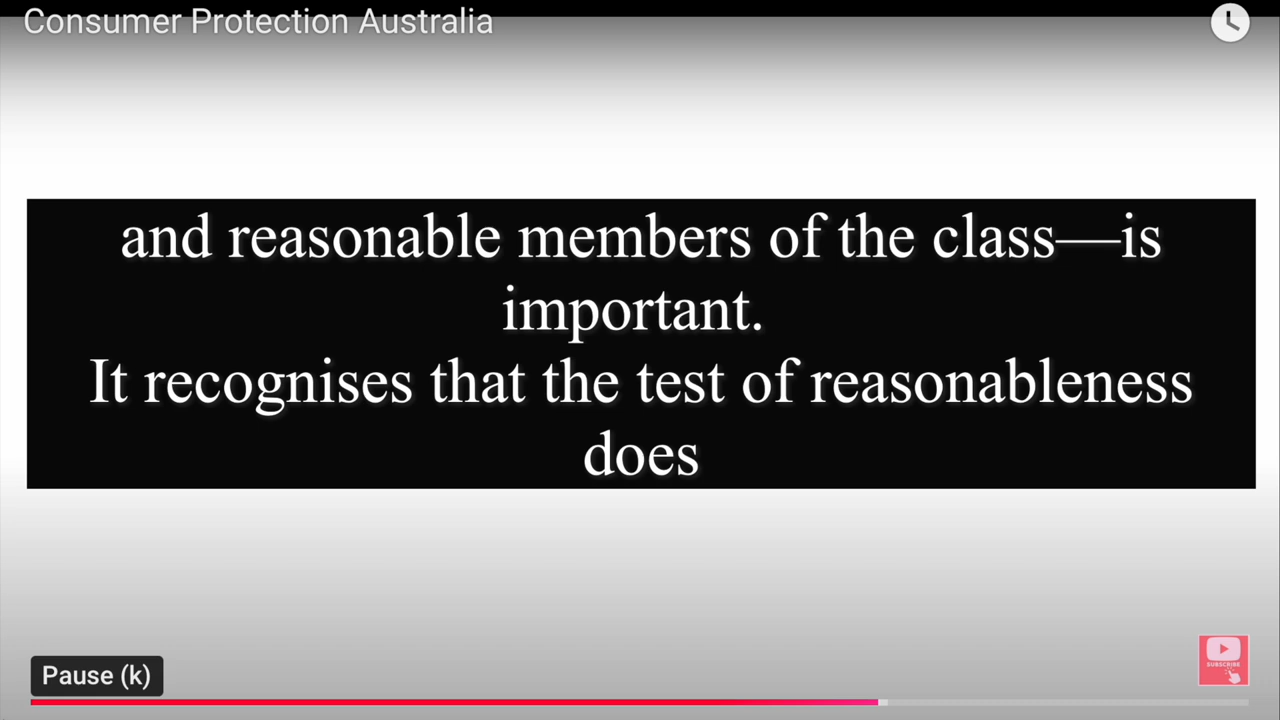 Consumer Protection Australia
and reasonable members of the class—is
important.
It recognises that the test of reasonableness
does
Pause (k)
SUBSCRIBE